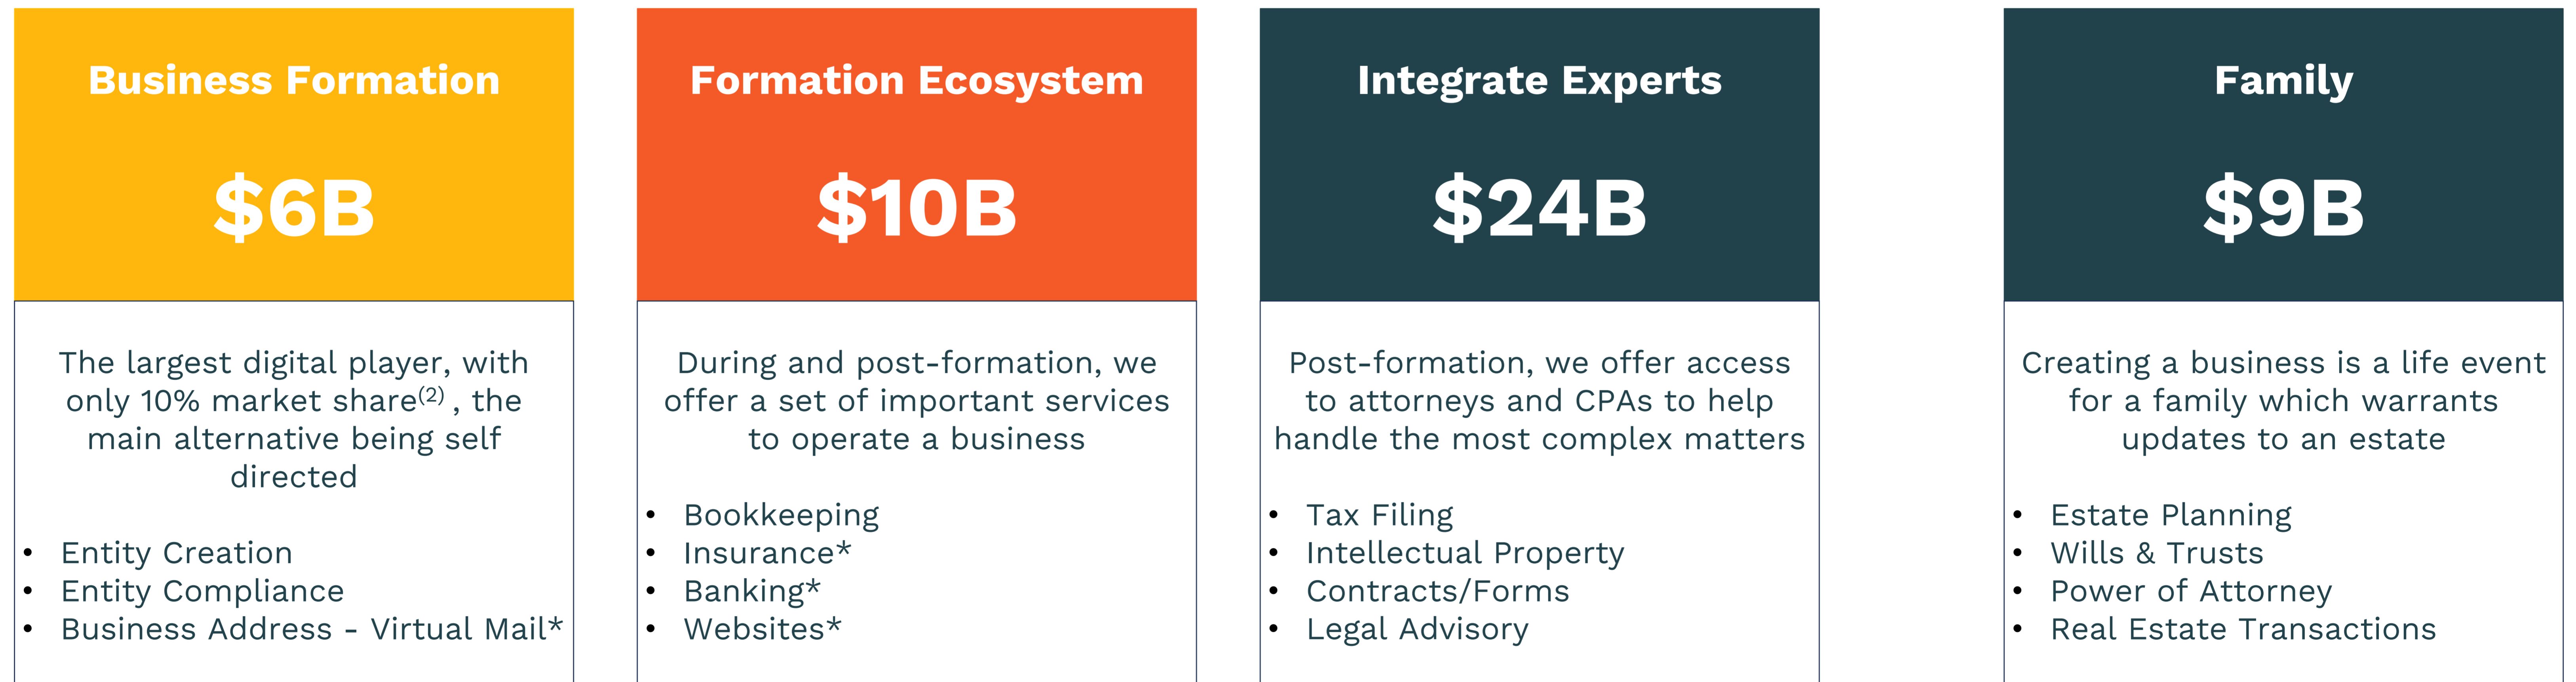 Business Formation
$6B
The largest digital player, with
only 10% market share(2) , the
main alternative being self
directed
• Entity Creation
• Entity Compliance
• Business Address - Virtual Mail*
Formation Ecosystem
$10B
During and post-formation, we
offer a set of important services
to operate a business
• Bookkeeping
• Insurance*
• Banking*
• Websites*
Integrate Experts
$24B
Post-formation, we offer access
to attorneys and CPAs to help
handle the most complex matters
• Tax Filing
• Intellectual Property
• Contracts/Forms
• Legal Advisory
Family
$9B
Creating a business is a life event
for a family which warrants
updates to an estate
• Estate Planning
• Wills & Trusts
• Power of Attorney
• Real Estate Transactions